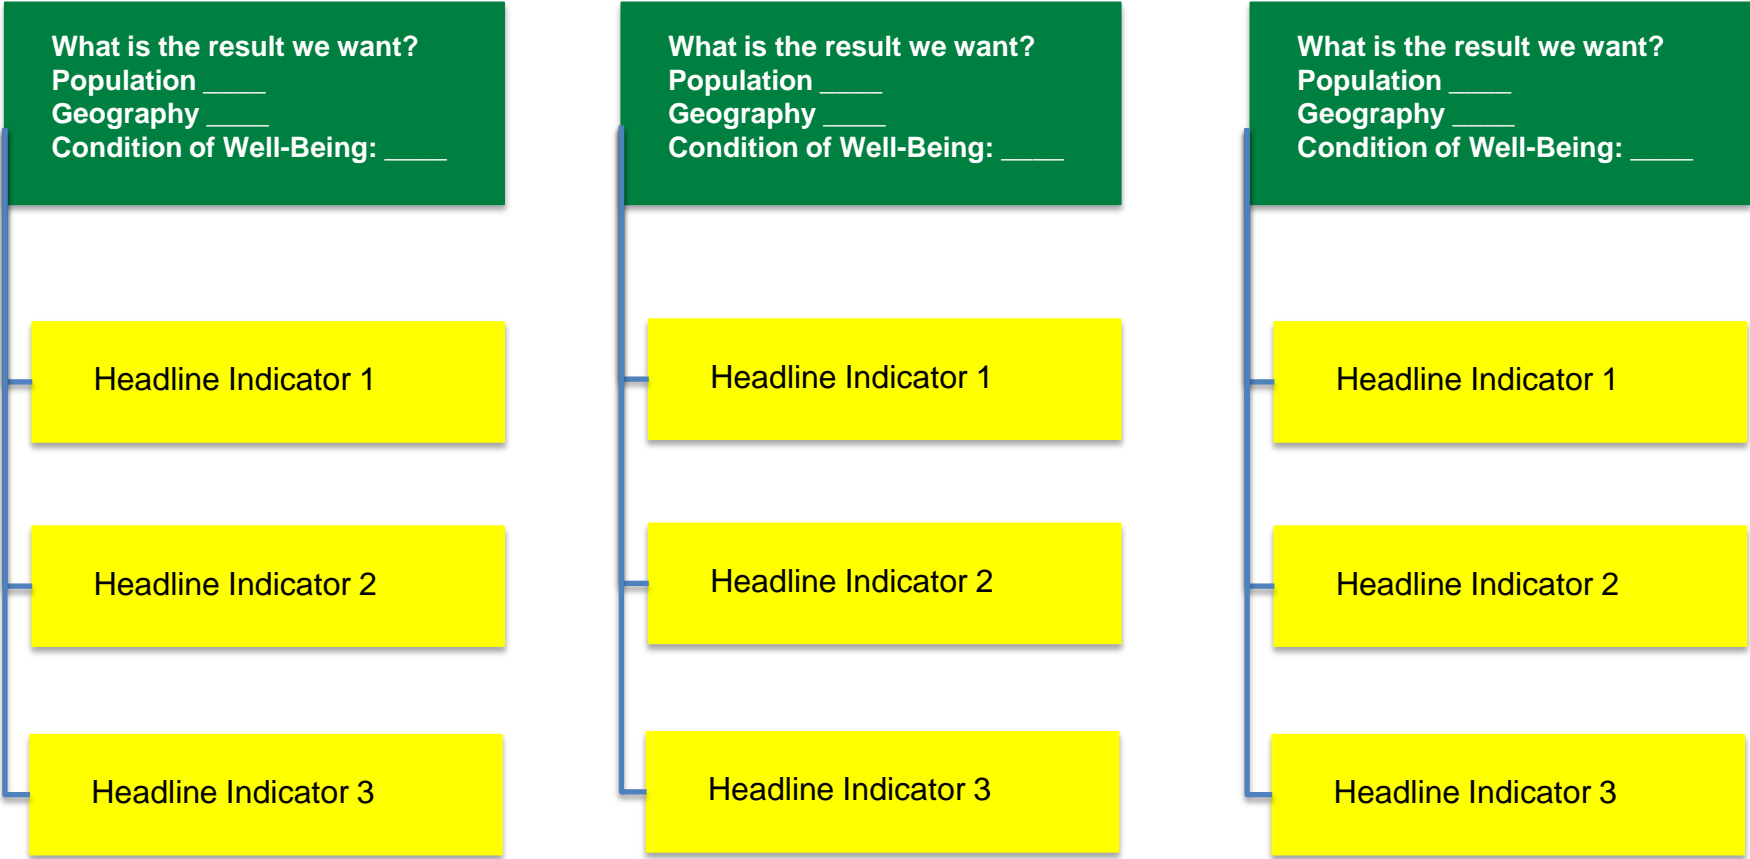 What is the result we want?
Population ____
Geography ____
Condition of Well-Being: ____
Headline Indicator 1
Headline Indicator 2
Headline Indicator 3
What is the result we want?
Population ____
Geography ____
Condition of Well-Being: ____
Headline Indicator 1
Headline Indicator 2
Headline Indicator 3
What is the result we want?
Population ____
Geography ____
Condition of Well-Being: ____
Headline Indicator 1
Headline Indicator 2
Headline Indicator 3